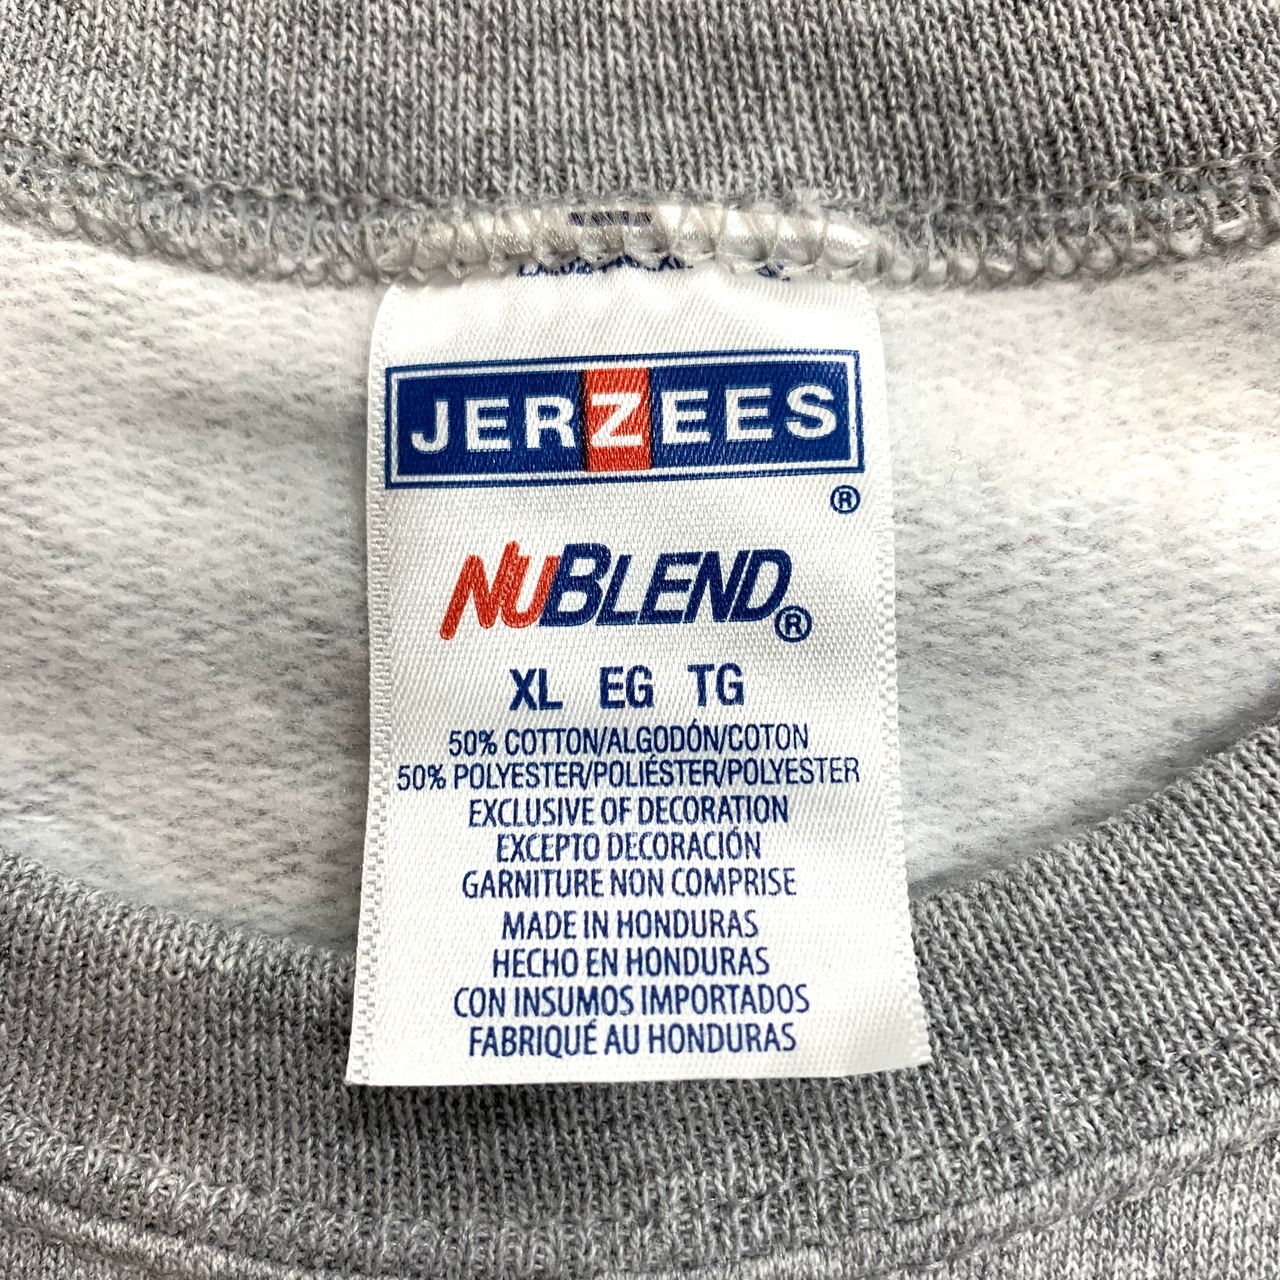 JERZEES
®
NUBLEND®
XL EG TG
50% COTTON/ALGODÓN/COTON
50% POLYESTER/POLIÉSTER/POLYESTER
EXCLUSIVE OF DECORATION
EXCEPTO DECORACIÓN
GARNITURE NON COMPRISE
MADE IN HONDURAS
HECHO EN HONDURAS
CON INSUMOS IMPORTADOS
FABRIQUÉ AU HONDURAS